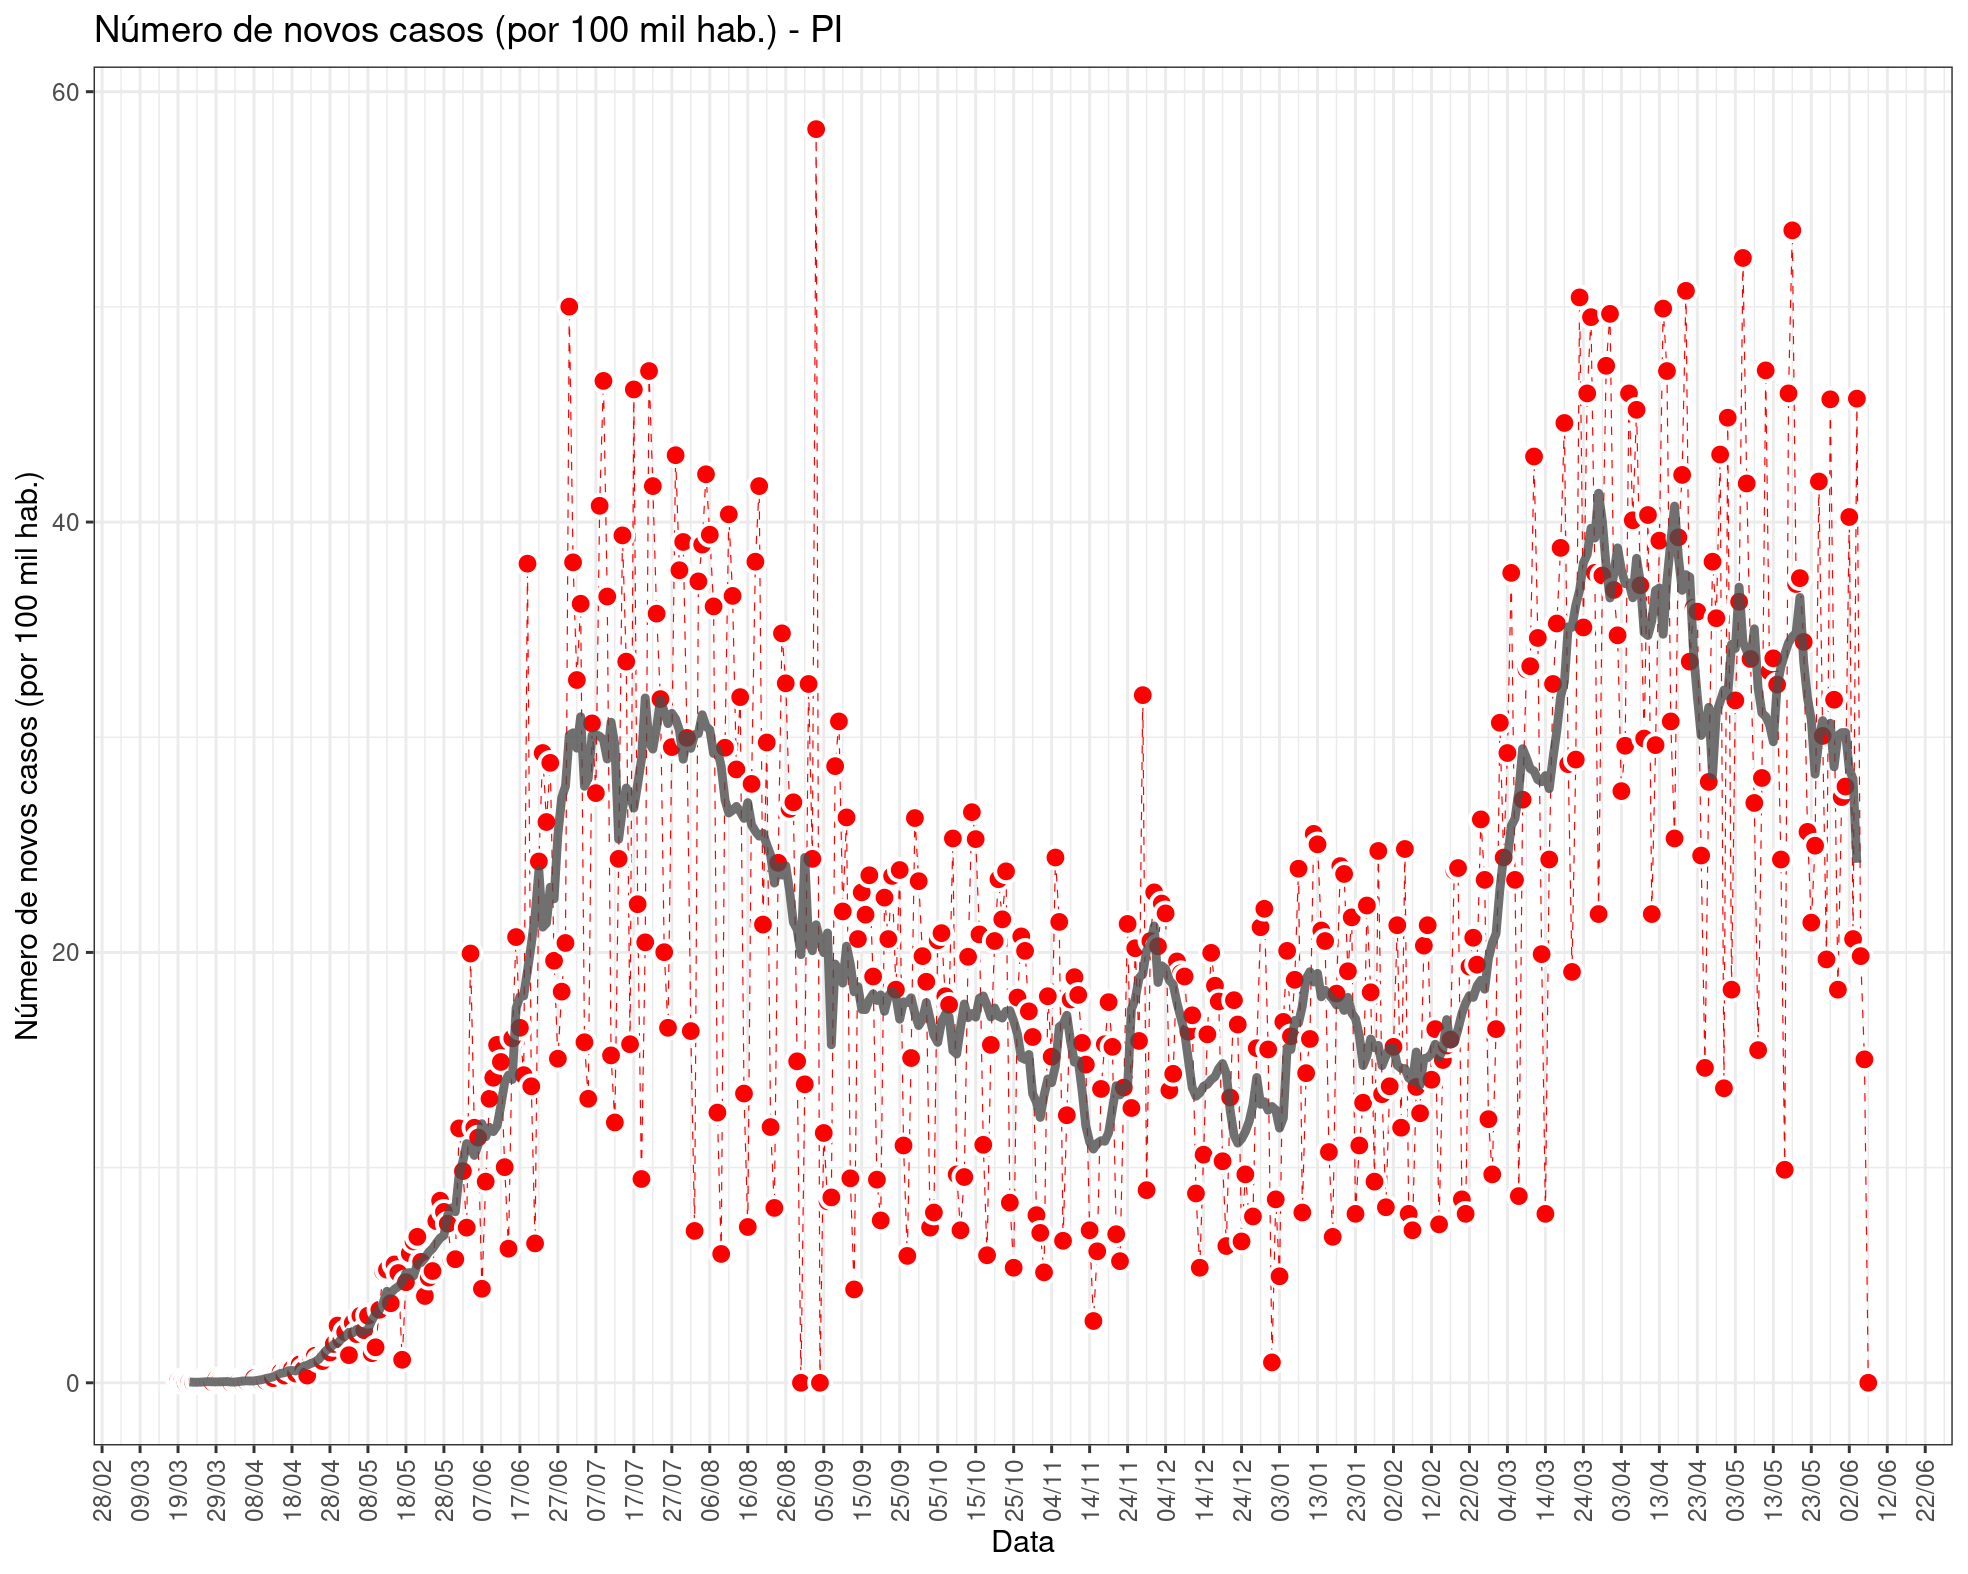 Número de novos casos (por 100 mil hab.) - PI
Número de novos casos (por 100 mil hab.)
60
40
20
0
28/02 09/03 19/03 29/03 08/04 18/04 28/04 08/05 18/05 28/05 07/06 17/06 27/06 07/07 17/07 27/07 06/08 16/08 26/08 05/09 15/09 25/09 05/10 15/10 25/10 04/11 14/11 24/11 04/12 14/12 24/12 03/01 13/01 23/01 02/02 12/02 22/02 04/03 14/03 24/03 03/04 13/04 23/04 03/05 13/05 23/05 02/06 12/06 22/06
Data